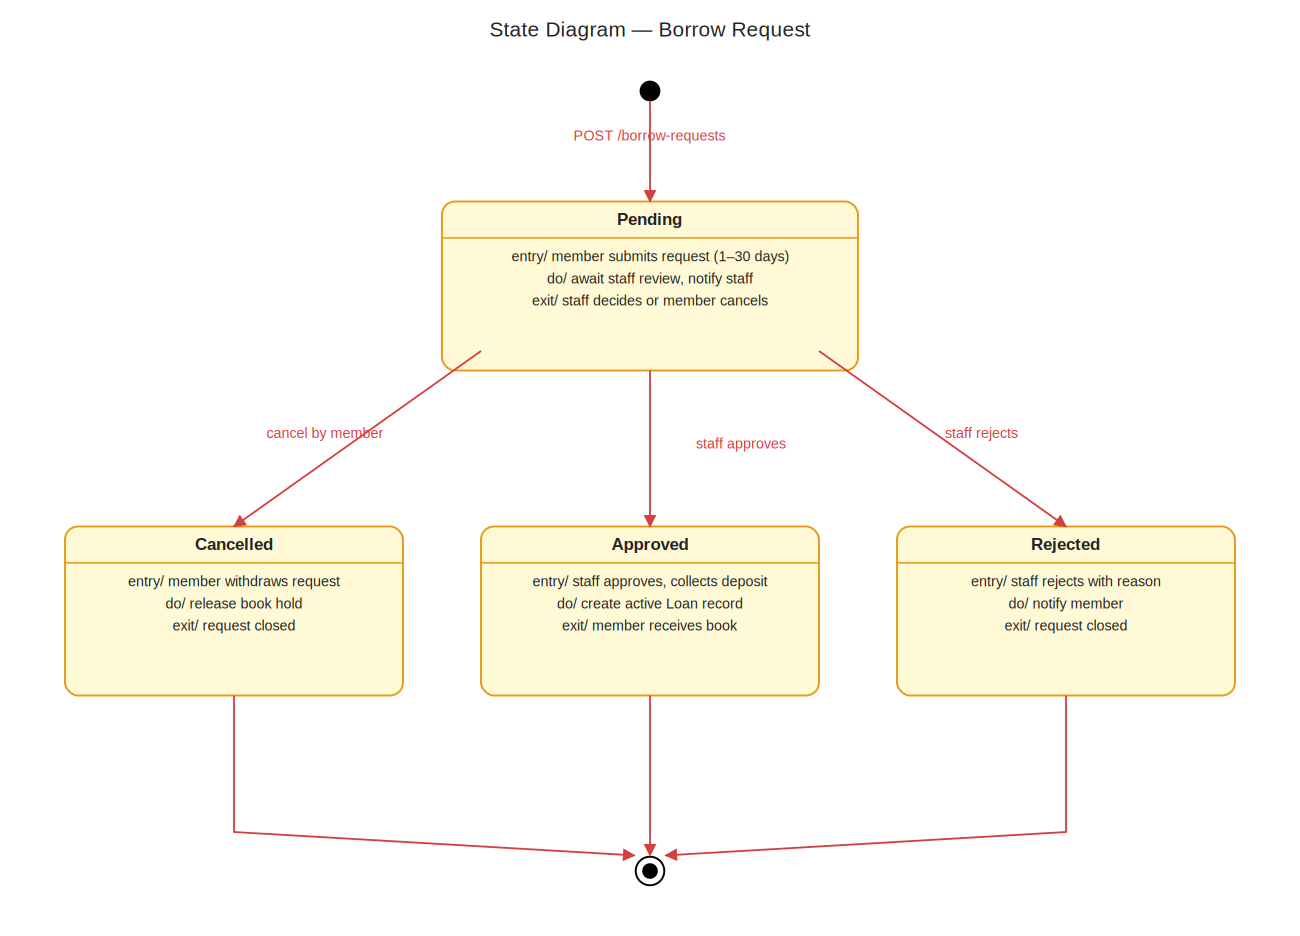 State Diagram — Borrow Request
POST /borrow-requests
Pending
entry/ member submits request (1–30 days)
do/ await staff review, notify staff
exit/ staff decides or member cancels
cancel by member
staff approves
staff rejects
Cancelled
entry/ member withdraws request
do/ release book hold
exit/ request closed
Approved
entry/ staff approves, collects deposit
do/ create active Loan record
exit/ member receives book
Rejected
entry/ staff rejects with reason
do/ notify member
exit/ request closed